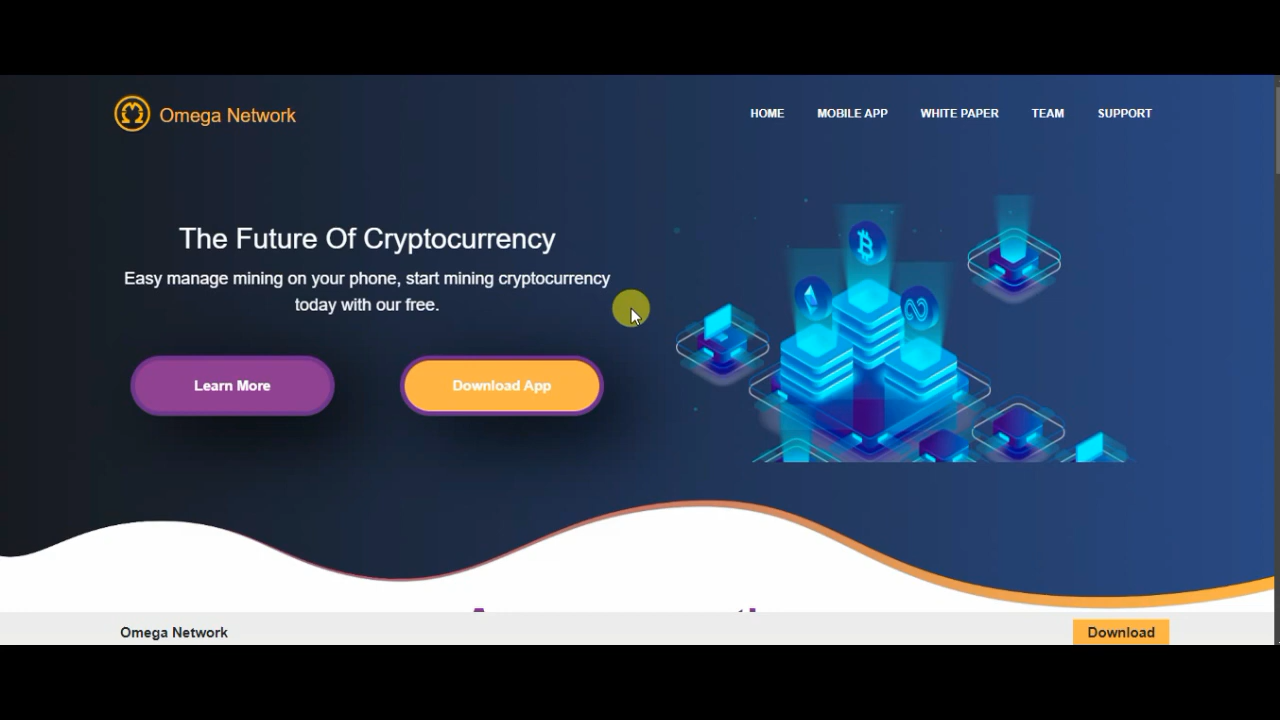 Omega Network
HOME MOBILE APP WHITE PAPER TEAM SUPPORT
The Future Of Cryptocurrency
Easy manage mining on your phone, start mining cryptocurrency
today with our free.
Learn More
Download App
Omega Network
Download